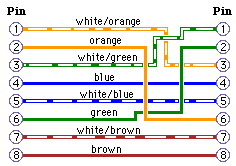 Pin Pin
1 white/orange 1
2 orange 2
3 white/green 3
4 blue 4
5 white/blue 5
6 green 6
7 white/brown 7
8 brown 8